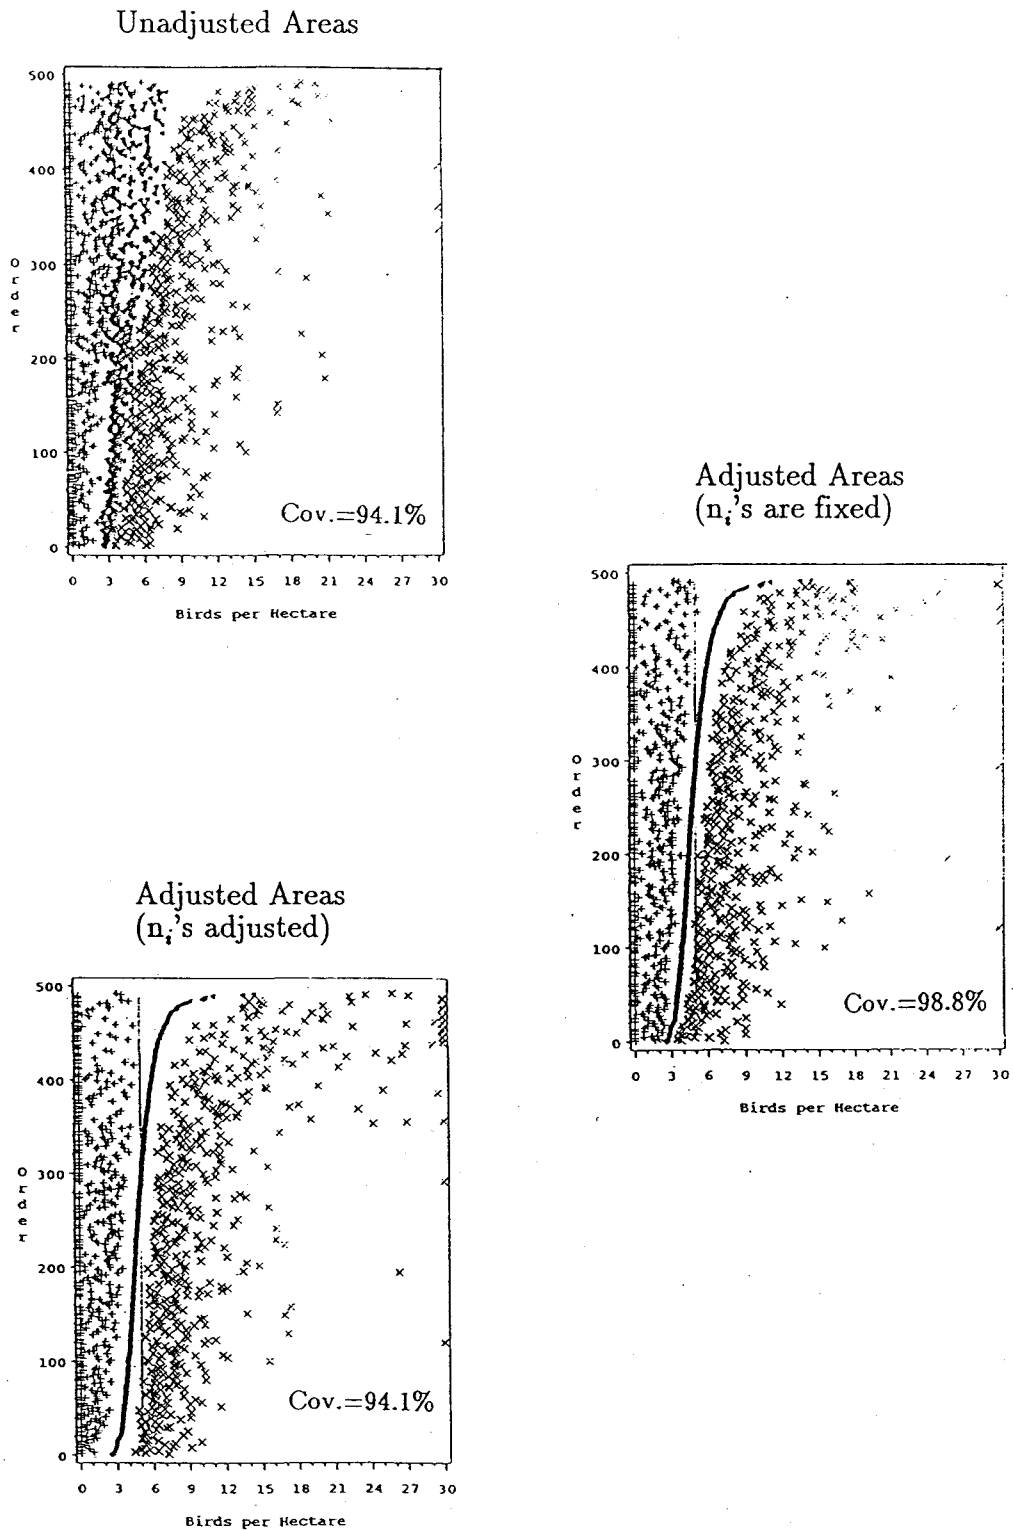 Unadjusted Areas
500
400
300
200
100
0
Order
Cov.=94.1%
0 3 6 9 12 15 18 21 24 27 30
Birds per Hectare
Adjusted Areas
(nᵢ's are fixed)
500
400
300
200
100
0
Order
Cov.=98.8%
0 3 6 9 12 15 18 21 24 27 30
Birds per Hectare
Adjusted Areas
(nᵢ's adjusted)
500
400
300
200
100
0
Order
Cov.=94.1%
0 3 6 9 12 15 18 21 24 27 30
Birds per Hectare